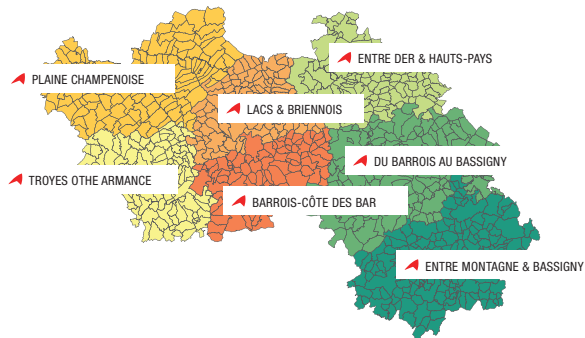 ENTRE DER & HAUTS-PAYS
PLAINE CHAMPENOISE
LACS & BRIENNOIS
DU BARROIS AU BASSIGNY
TROYES OTHE ARMANCE
BARROIS-CÔTE DES BAR
ENTRE MONTAGNE & BASSIGNY